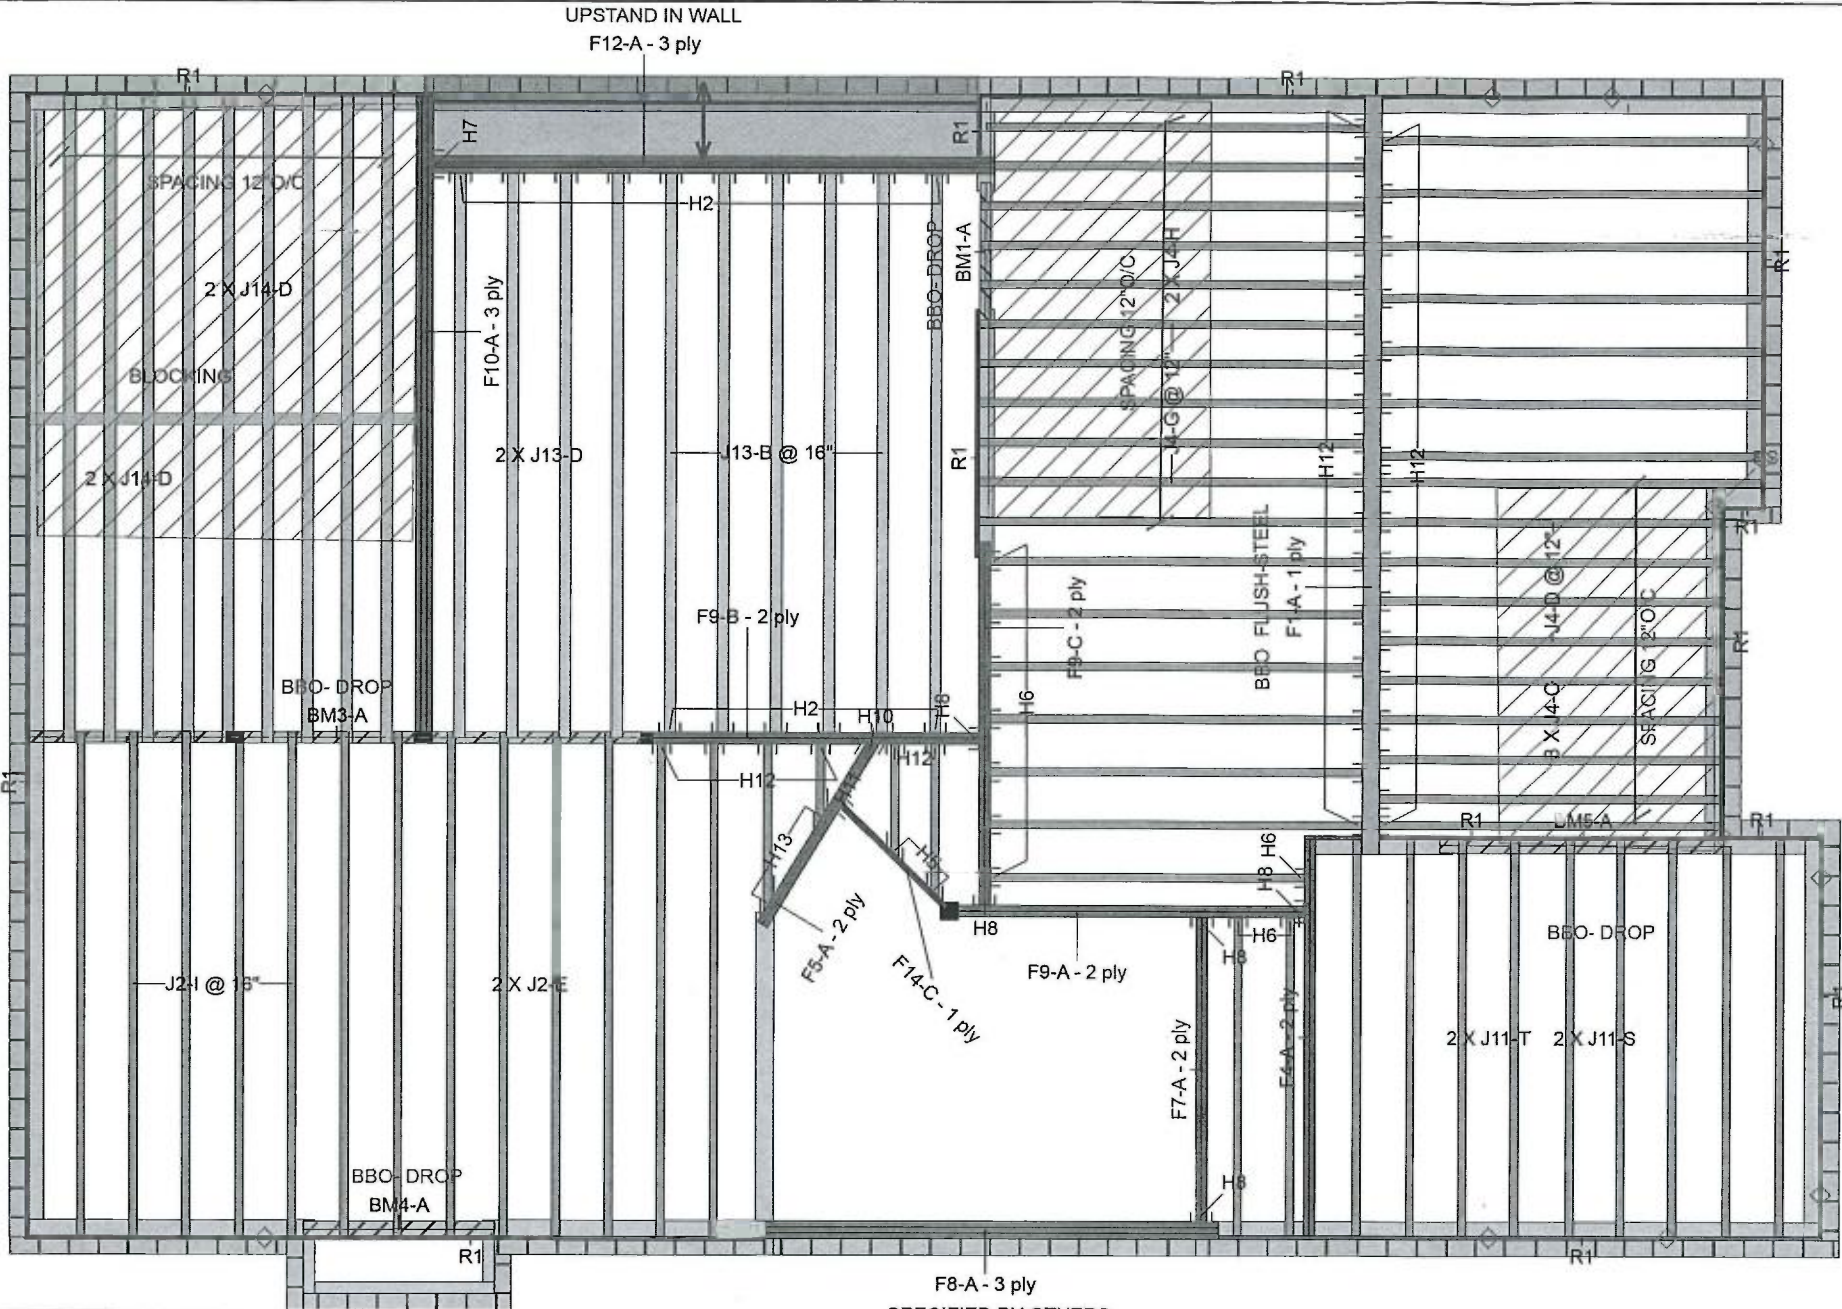 UPSTAND IN WALL
F12-A - 3 ply
R1
R1
H7
R1
SPACING 12"O/C
H2
2 X J14-D
BBO- DROP
BM1-A
SPACING 12"O/C
J4-G @ 12"
2 X J4H
R1
F10-A - 3 ply
BLOCKING
2 X J14-D
2 X J13-D
J13-B @ 16"
R1
H12
H12
BBO FLUSH-STEEL
F1-A - 1 ply
R1
J4-D @ 12"
SPACING 12"O C
R1
F9-B - 2 ply
F9-C - 2 ply
H6
BBO- DROP
BM3-A
H2
H10
H8
R1
H12
H12
H11
H13
H5
R1
BM5-A
R1
H6
H8
F5-A - 2 ply
F14-C - 1 ply
H8
F9-A - 2 ply
H6
H8
BBO- DROP
J2-I @ 16"
2 X J2-E
F7-A - 2 ply
F4-A - 2 ply
2 X J11-T
2 X J11-S
R1
BBO- DROP
BM4-A
H8
R1
R1
F8-A - 3 ply